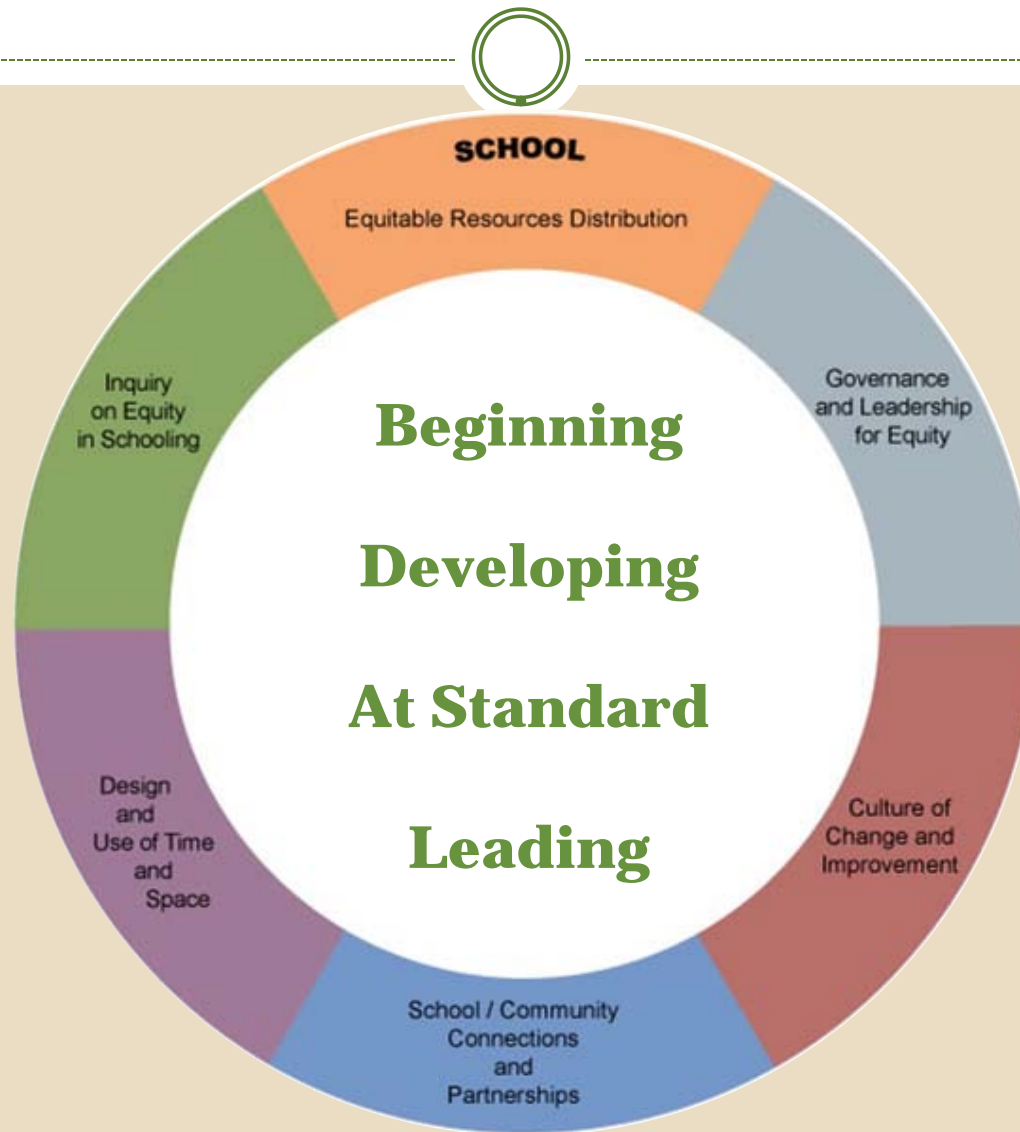 SCHOOL
Equitable Resources Distribution
Governance
and Leadership
for Equity
Culture of
Change and
Improvement
School / Community
Connections
and
Partnerships
Design
and
Use of Time
and
Space
Inquiry
on Equity
in Schooling
Beginning
Developing
At Standard
Leading